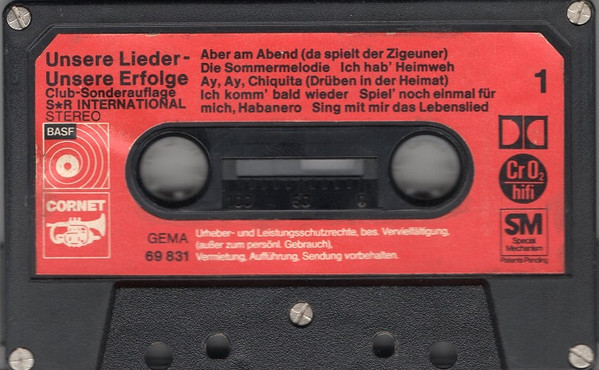 Unsere Lieder-
Unsere Erfolge
Club-Sonderauflage
S★R INTERNATIONAL
STEREO
BASF
CORNET
Aber am Abend (da spielt der Zigeuner)
Die Sommermelodie Ich hab' Heimweh
Ay, Ay, Chiquita (Drüben in der Heimat)
Ich komm' bald wieder Spiel' noch einmal für
mich, Habanero Sing mit mir das Lebenslied
1
CrO2
hifi
SM
Special
Mechanism
Patents Pending
100 50 0
GEMA
69 831
Urheber- und Leistungsschutzrechte, bes. Vervielfältigung,
(außer zum persönl. Gebrauch),
Vermietung, Aufführung, Sendung vorbehalten.